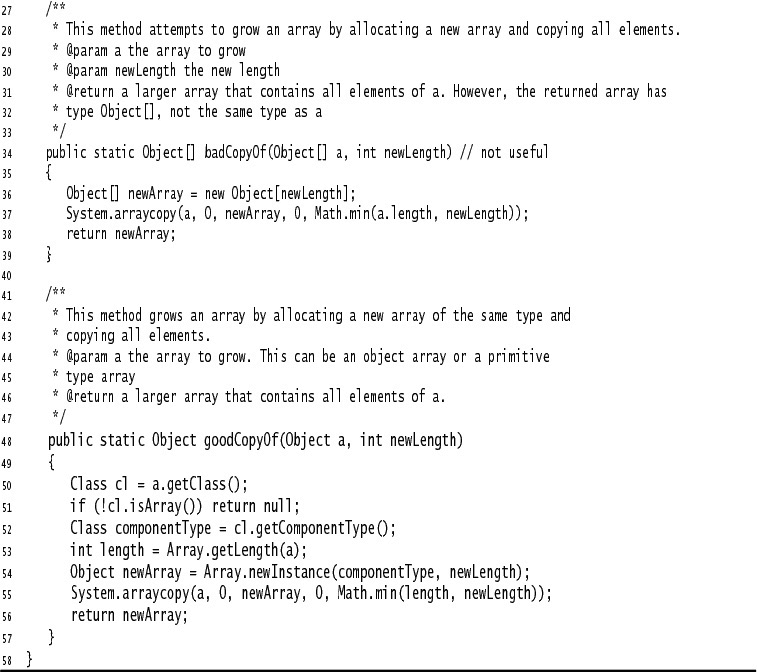 27 /**
28 * This method attempts to grow an array by allocating a new array and copying all elements.
29 * @param a the array to grow
30 * @param newLength the new length
31 * @return a larger array that contains all elements of a. However, the returned array has
32 * type Object[], not the same type as a
33 */
34 public static Object[] badCopyOf(Object[] a, int newLength) // not useful
35 {
36 Object[] newArray = new Object[newLength];
37 System.arraycopy(a, 0, newArray, 0, Math.min(a.length, newLength));
38 return newArray;
39 }
40
41 /**
42 * This method grows an array by allocating a new array of the same type and
43 * copying all elements.
44 * @param a the array to grow. This can be an object array or a primitive
45 * type array
46 * @return a larger array that contains all elements of a.
47 */
48 public static Object goodCopyOf(Object a, int newLength)
49 {
50 Class cl = a.getClass();
51 if (!cl.isArray()) return null;
52 Class componentType = cl.getComponentType();
53 int length = Array.getLength(a);
54 Object newArray = Array.newInstance(componentType, newLength);
55 System.arraycopy(a, 0, newArray, 0, Math.min(length, newLength));
56 return newArray;
57 }
58 }